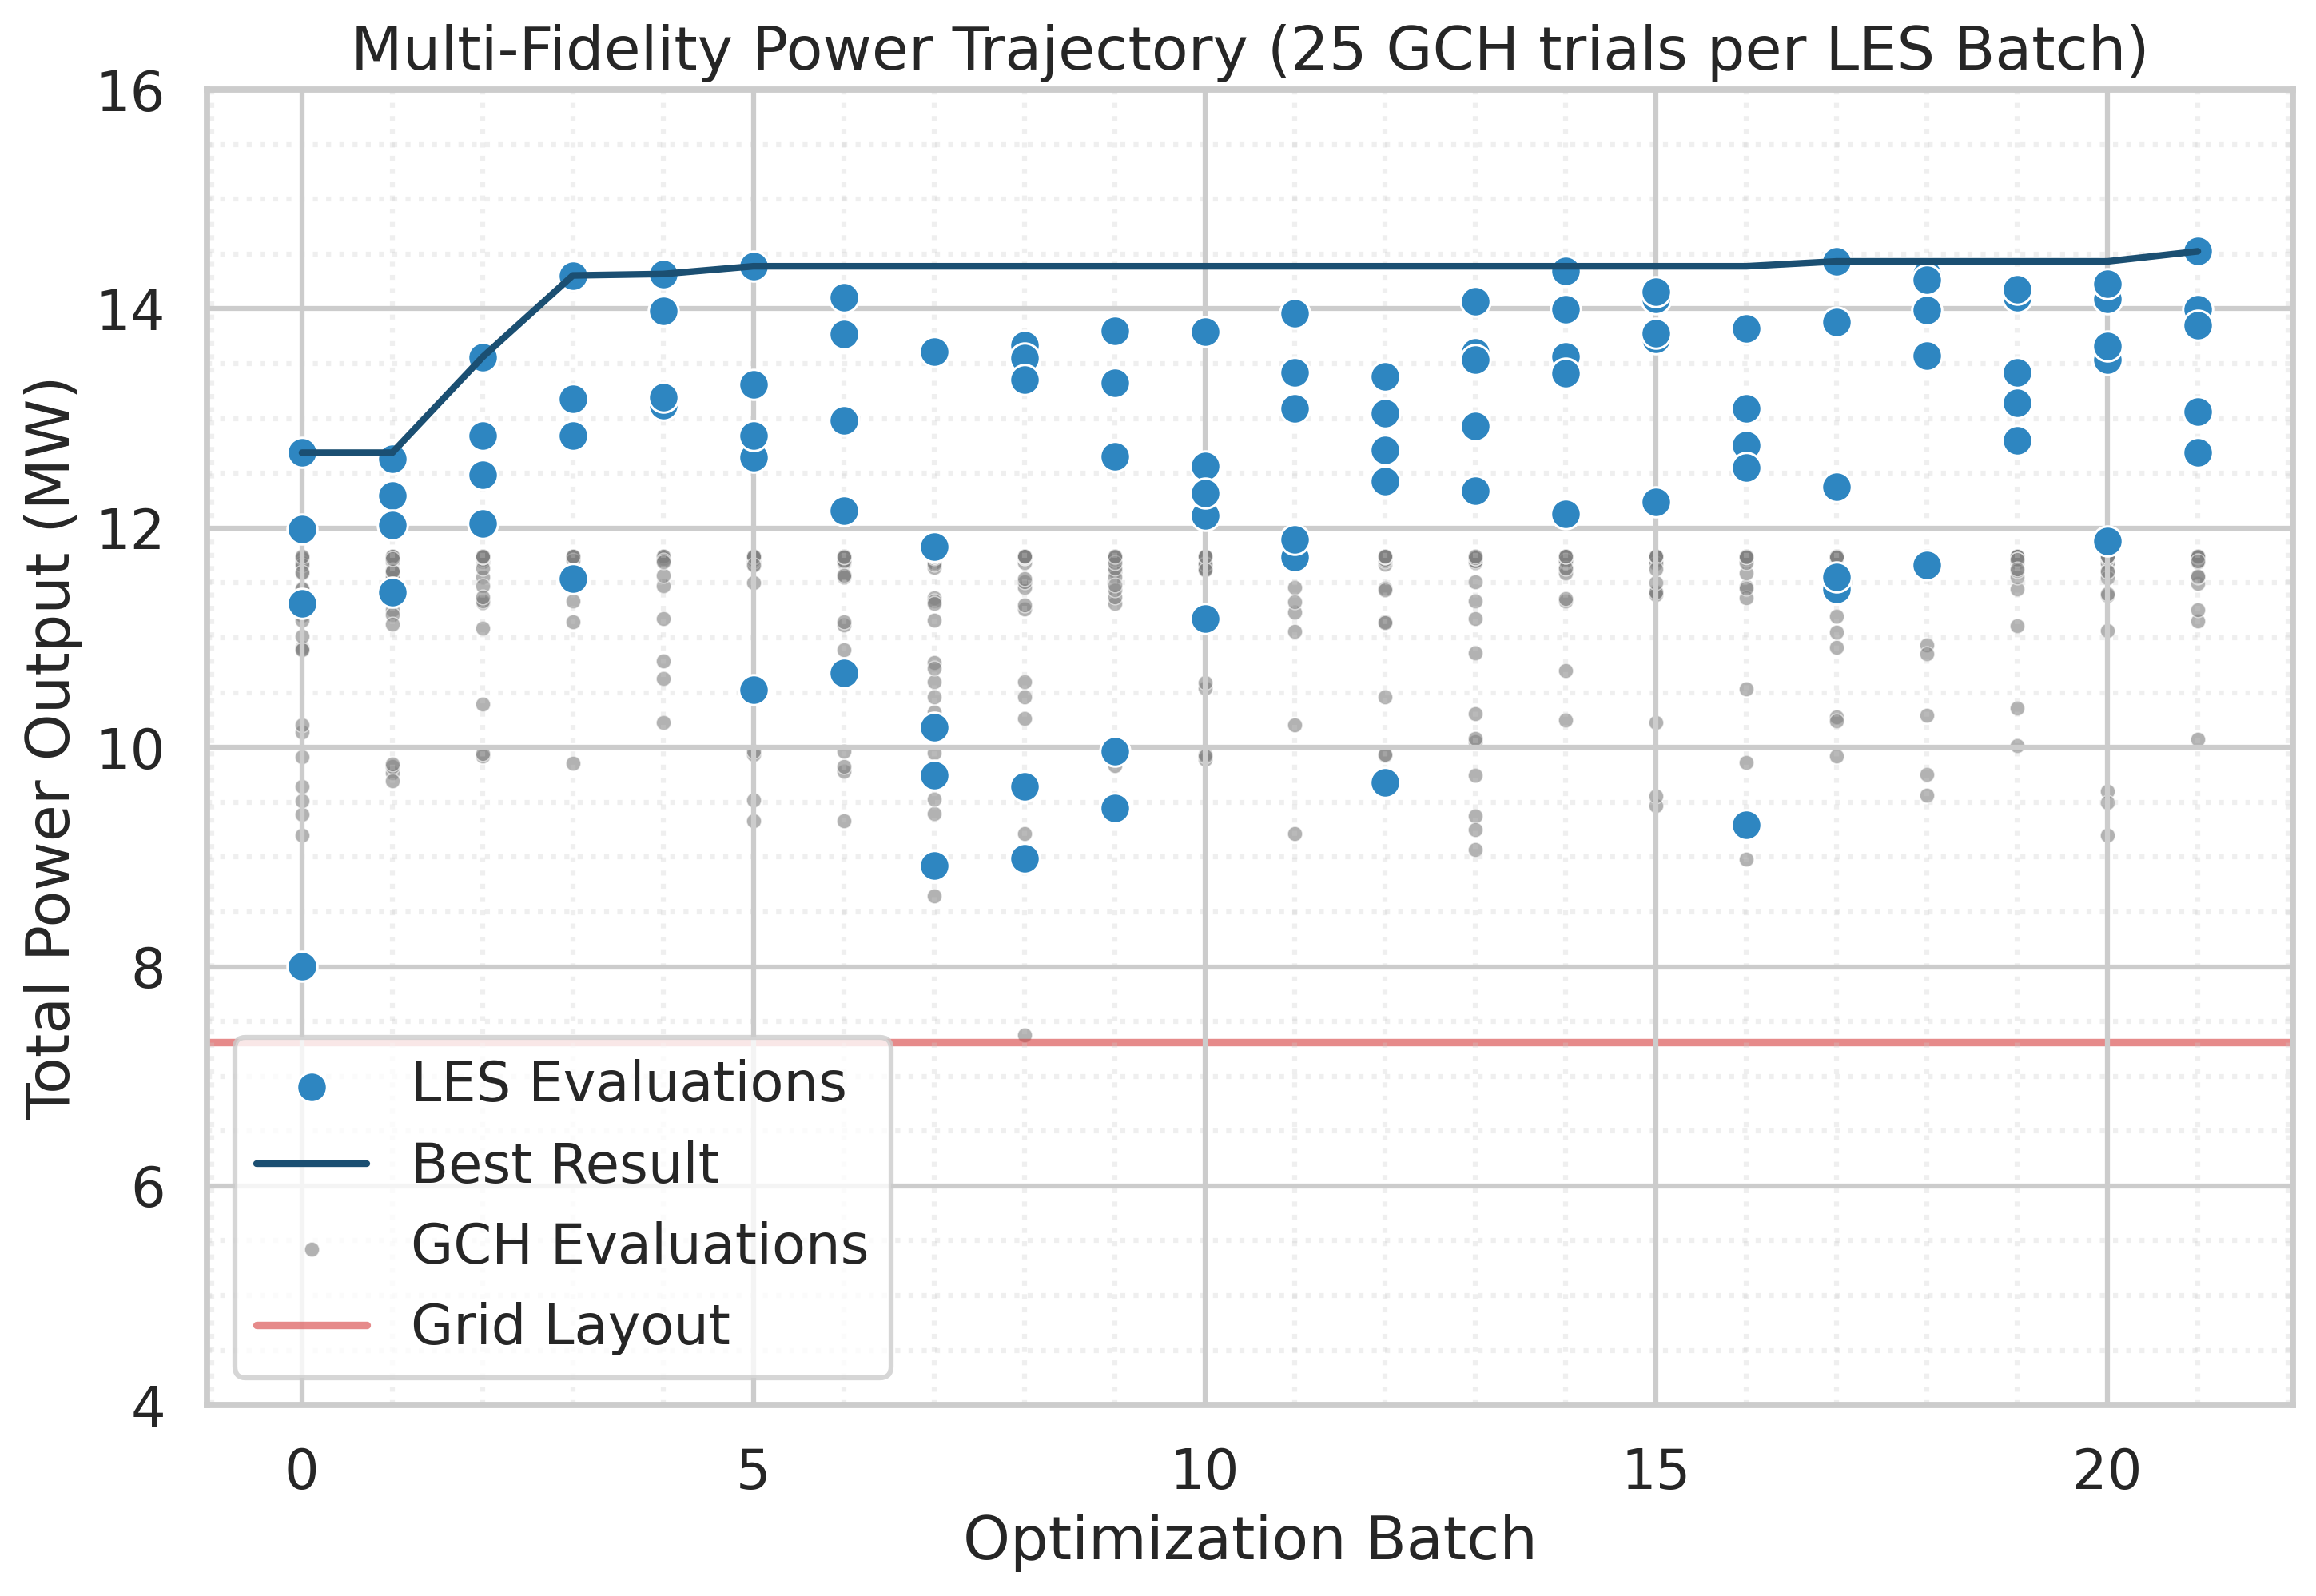 Multi-Fidelity Power Trajectory (25 GCH trials per LES Batch)
Total Power Output (MW)
16
14
12
10
8
6
4
LES Evaluations
Best Result
GCH Evaluations
Grid Layout
0 5 10 15 20
Optimization Batch